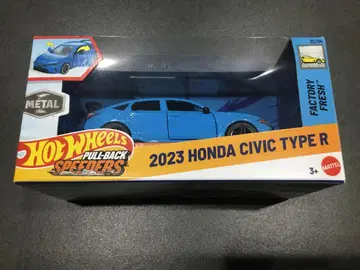 METAL
HOT WHEELS
PULL-BACK
SPEEDERS
2023 HONDA CIVIC TYPE R
FACTORY
FRESH
3+
MATTEL